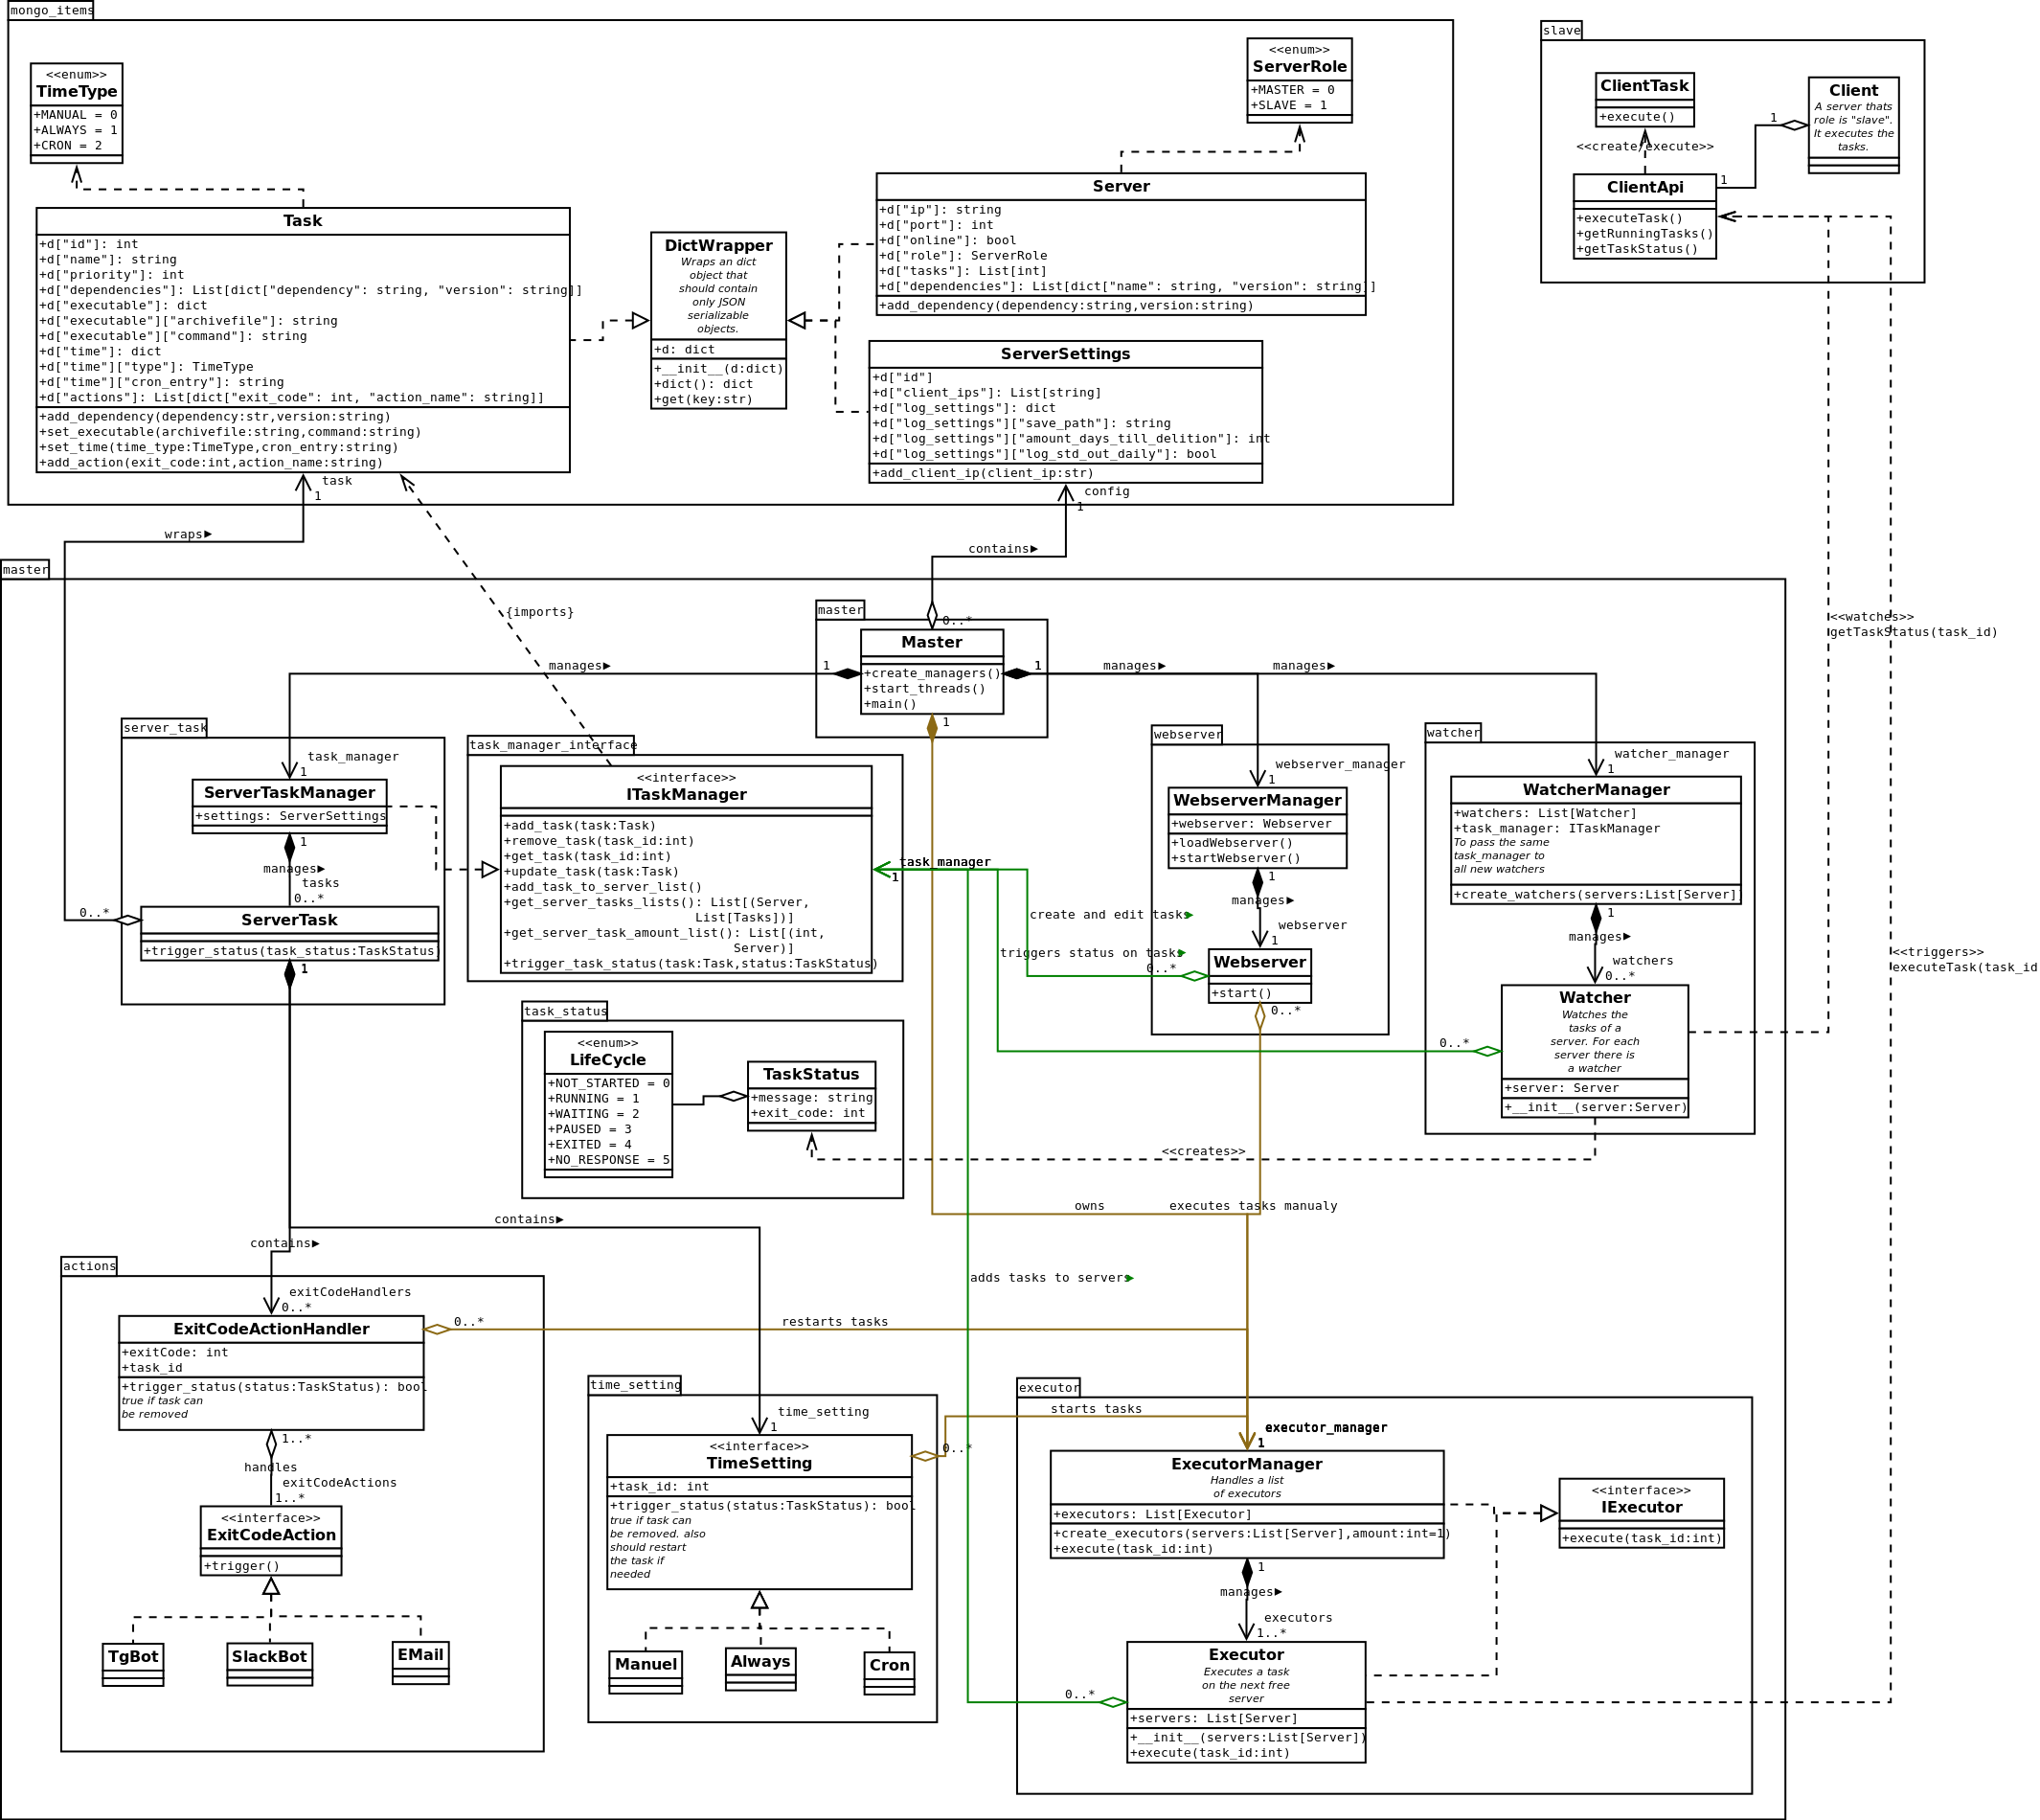 mongo_items
<<enum>>
TimeType
+MANUAL = 0
+ALWAYS = 1
+CRON = 2
<<enum>>
ServerRole
+MASTER = 0
+SLAVE = 1
Task
+d["id"]: int
+d["name"]: string
+d["priority"]: int
+d["dependencies"]: List[dict["dependency": string, "version": string]]
+d["executable"]: dict
+d["executable"]["archivefile"]: string
+d["executable"]["command"]: string
+d["time"]: dict
+d["time"]["type"]: TimeType
+d["time"]["cron_entry"]: string
+d["actions"]: List[dict["exit_code": int, "action_name": string]]
+add_dependency(dependency:str,version:string)
+set_executable(archivefile:string,command:string)
+set_time(time_type:TimeType,cron_entry:string)
+add_action(exit_code:int,action_name:string)
DictWrapper
Wraps an dict
object that
should contain
only JSON
serializable
objects.
+d: dict
+__init__(d:dict)
+dict(): dict
+get(key:str)
Server
+d["ip"]: string
+d["port"]: int
+d["online"]: bool
+d["role"]: ServerRole
+d["tasks"]: List[int]
+d["dependencies"]: List[dict["name": string, "version": string]]
+add_dependency(dependency:string,version:string)
ServerSettings
+d["id"]
+d["client_ips"]: List[string]
+d["log_settings"]: dict
+d["log_settings"]["save_path"]: string
+d["log_settings"]["amount_days_till_delition"]: int
+d["log_settings"]["log_std_out_daily"]: bool
+add_client_ip(client_ip:str)
slave
ClientTask
+execute()
Client
A server thats
role is "slave".
It executes the
tasks.
1
<<create/execute>>
ClientApi
1
+executeTask()
+getRunningTasks()
+getTaskStatus()
task
1
config
1
wraps
contains
{imports}
<<watches>>
getTaskStatus(task_id)
master
master
0..*
Master
+create_managers()
+start_threads()
+main()
manages
1
1
manages
manages
1
server_task
task_manager
1
ServerTaskManager
+settings: ServerSettings
1
manages
tasks
0..*
0..*
ServerTask
+trigger_status(task_status:TaskStatus)
1
task_manager_interface
<<interface>>
ITaskManager
+add_task(task:Task)
+remove_task(task_id:int)
+get_task(task_id:int)
+update_task(task:Task)
+add_task_to_server_list()
+get_server_tasks_lists(): List[(Server,
List[Tasks])]
+get_server_task_amount_list(): List[(int,
Server)]
+trigger_task_status(task:Task,status:TaskStatus)
task_manager
1
create and edit tasks
triggers status on tasks
0..*
webserver
webserver_manager
1
WebserverManager
+webserver: Webserver
+loadWebserver()
+startWebserver()
1
manages
webserver
1
Webserver
+start()
0..*
watcher
watcher_manager
1
WatcherManager
+watchers: List[Watcher]
+task_manager: ITaskManager
To pass the same
task_manager to
all new watchers
+create_watchers(servers:List[Server])
1
manages
watchers
0..*
Watcher
Watches the
tasks of a
server. For each
server there is
a watcher
+server: Server
+__init__(server:Server)
0..*
<<triggers>>
executeTask(task_id
task_status
<<enum>>
LifeCycle
+NOT_STARTED = 0
+RUNNING = 1
+WAITING = 2
+PAUSED = 3
+EXITED = 4
+NO_RESPONSE = 5
TaskStatus
+message: string
+exit_code: int
<<creates>>
owns
executes tasks manualy
contains
contains
adds tasks to servers
actions
exitCodeHandlers
0..*
ExitCodeActionHandler
+exitCode: int
+task_id
+trigger_status(status:TaskStatus): bool
true if task can
be removed
0..*
restarts tasks
1..*
handles
exitCodeActions
1..*
<<interface>>
ExitCodeAction
+trigger()
TgBot
SlackBot
EMail
time_setting
time_setting
1
<<interface>>
TimeSetting
+task_id: int
+trigger_status(status:TaskStatus): bool
true if task can
be removed. also
should restart
the task if
needed
0..*
Manuel
Always
Cron
executor
starts tasks
executor_manager
1
ExecutorManager
Handles a list
of executors
+executors: List[Executor]
+create_executors(servers:List[Server],amount:int=1)
+execute(task_id:int)
<<interface>>
IExecutor
+execute(task_id:int)
1
manages
executors
1..*
Executor
Executes a task
on the next free
server
+servers: List[Server]
+__init__(servers:List[Server])
+execute(task_id:int)
0..*